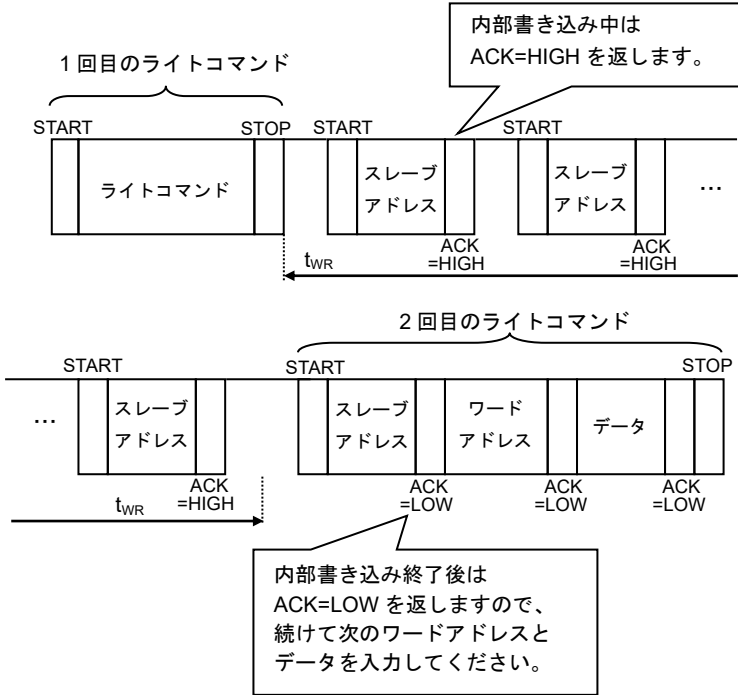 内部書き込み中は
ACK=HIGH を返します。
1 回目のライトコマンド
START STOP START START
ライトコマンド
スレーブ
アドレス
スレーブ
アドレス
…
ACK
=HIGH
ACK
=HIGH
tWR
2 回目のライトコマンド
START START STOP
…
スレーブ
アドレス
スレーブ
アドレス
ワード
アドレス
データ
ACK
=HIGH
ACK
=LOW
ACK
=LOW
ACK
=LOW
tWR
内部書き込み終了後は
ACK=LOW を返しますので、
続けて次のワードアドレスと
データを入力してください。